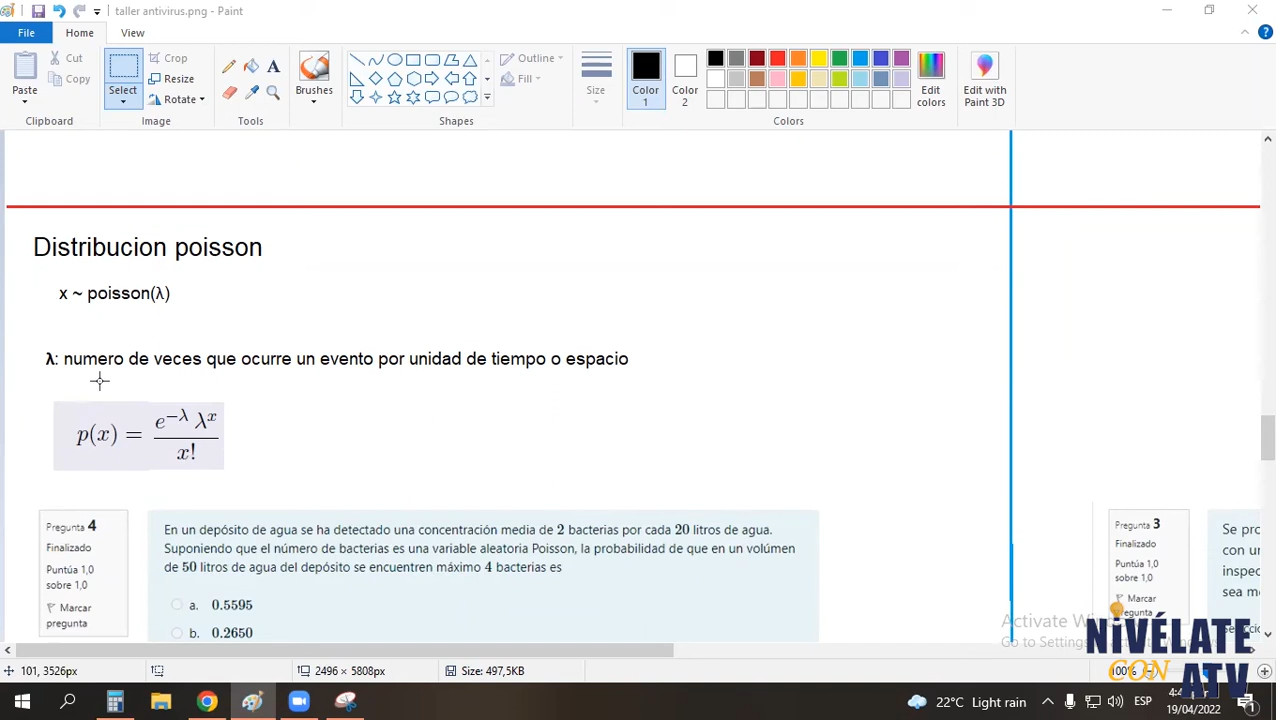 taller antivirus.png - Paint
File
Home
View
Paste
Cut
Copy
Clipboard
Select
Crop
Resize
Rotate
Image
Tools
Brushes
Shapes
Outline
Fill
Size
Color 1
Color 2
Colors
Edit colors
Edit with Paint 3D
Distribucion poisson
x ~ poisson(λ)
λ: numero de veces que ocurre un evento por unidad de tiempo o espacio
p(x) = e^{−λ} λ^x / x!
Pregunta 4
Finalizado
Puntúa 1,0
sobre 1,0
Marcar
pregunta
En un depósito de agua se ha detectado una concentración media de 2 bacterias por cada 20 litros de agua.
Suponiendo que el número de bacterias es una variable aleatoria Poisson, la probabilidad de que en un volúmen
de 50 litros de agua del depósito se encuentren máximo 4 bacterias es
a. 0.5595
b. 0.2650
Pregunta 3
Finalizado
Puntúa 1,0
sobre 1,0
Marcar
pregunta
Se pro
con un
inspec
sea m
Activate
Go to Settings
NIVÉLATE
CON
ATV
101, 3526px
2496 × 5808px
Size: 497,5KB
100%
22°C Light rain
ESP
19/04/2022
1